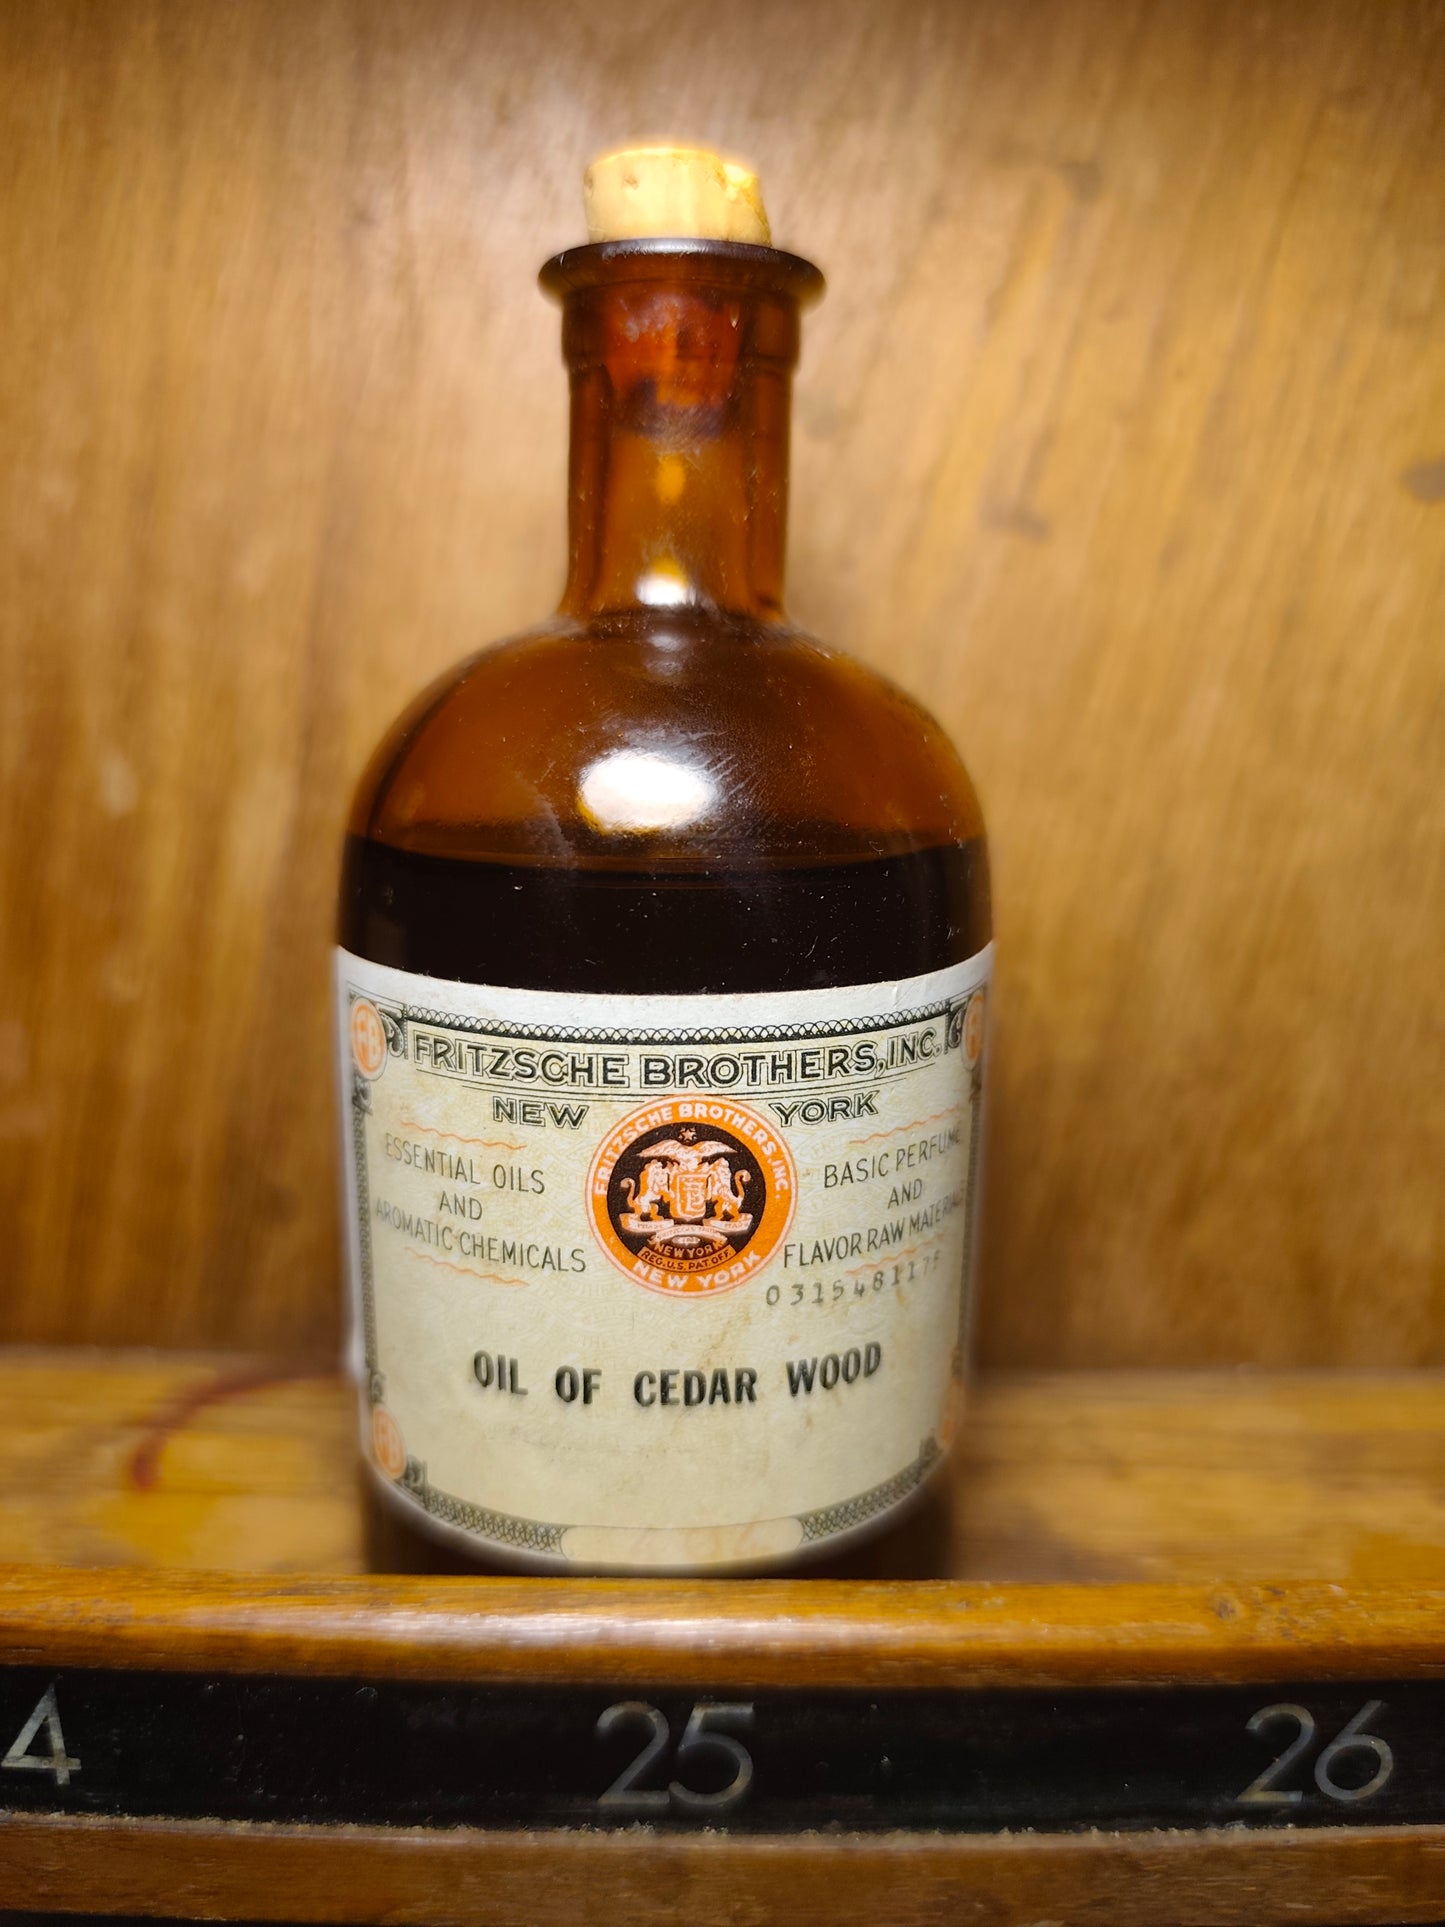 FRITZSCHE BROTHERS, INC.
NEW YORK
ESSENTIAL OILS
AND
AROMATIC CHEMICALS
FRITZSCHE BROTHERS, INC.
NEW YORK
REG. U.S. PAT. OFF.
NEW YORK
BASIC PERFUME
AND
FLAVOR RAW MATERIALS
OIL OF CEDAR WOOD
4 25 26